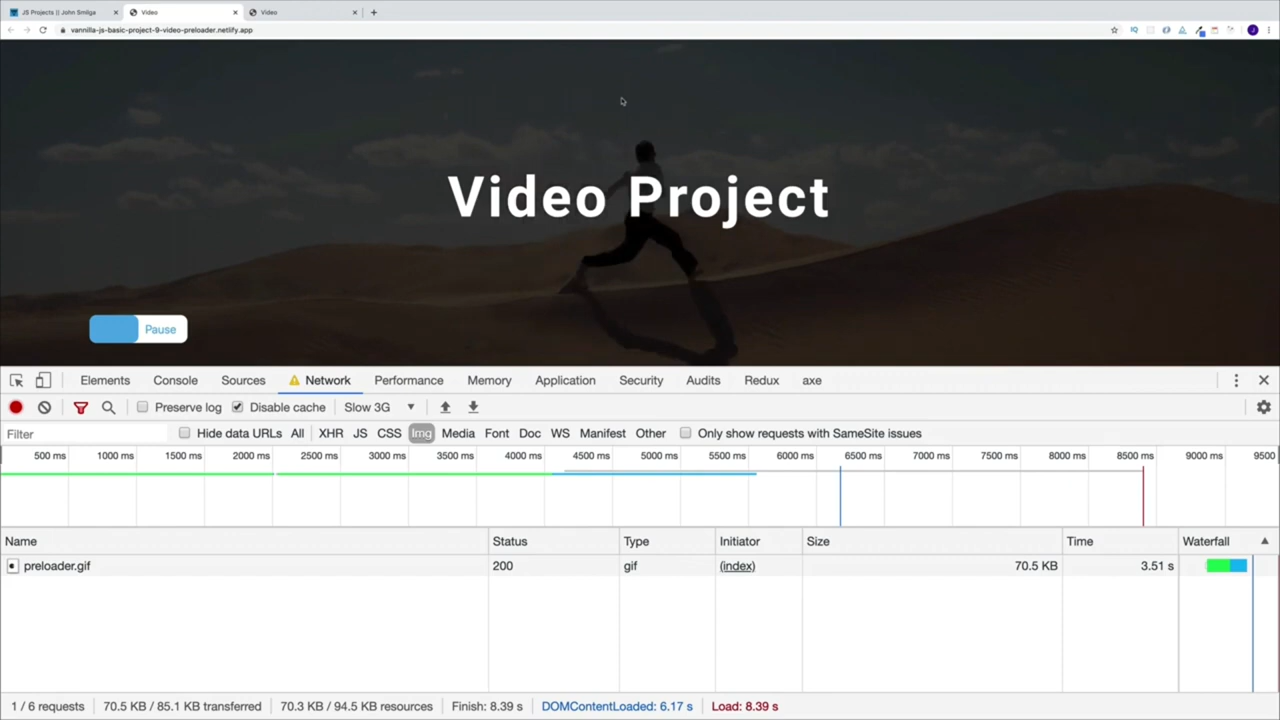 JS Projects || John Smilga
Video
Video
vannilla-js-basic-project-9-video-preloader.netlify.app
Video Project
Pause
Elements Console Sources Network Performance Memory Application Security Audits Redux axe
Preserve log Disable cache Slow 3G
Filter Hide data URLs All XHR JS CSS Img Media Font Doc WS Manifest Other Only show requests with SameSite issues
500 ms 1000 ms 1500 ms 2000 ms 2500 ms 3000 ms 3500 ms 4000 ms 4500 ms 5000 ms 5500 ms 6000 ms 6500 ms 7000 ms 7500 ms 8000 ms 8500 ms 9000 ms 9500
Name Status Type Initiator Size Time Waterfall
preloader.gif 200 gif (index) 70.5 KB 3.51 s
1 / 6 requests 70.5 KB / 85.1 KB transferred 70.3 KB / 94.5 KB resources Finish: 8.39 s DOMContentLoaded: 6.17 s Load: 8.39 s